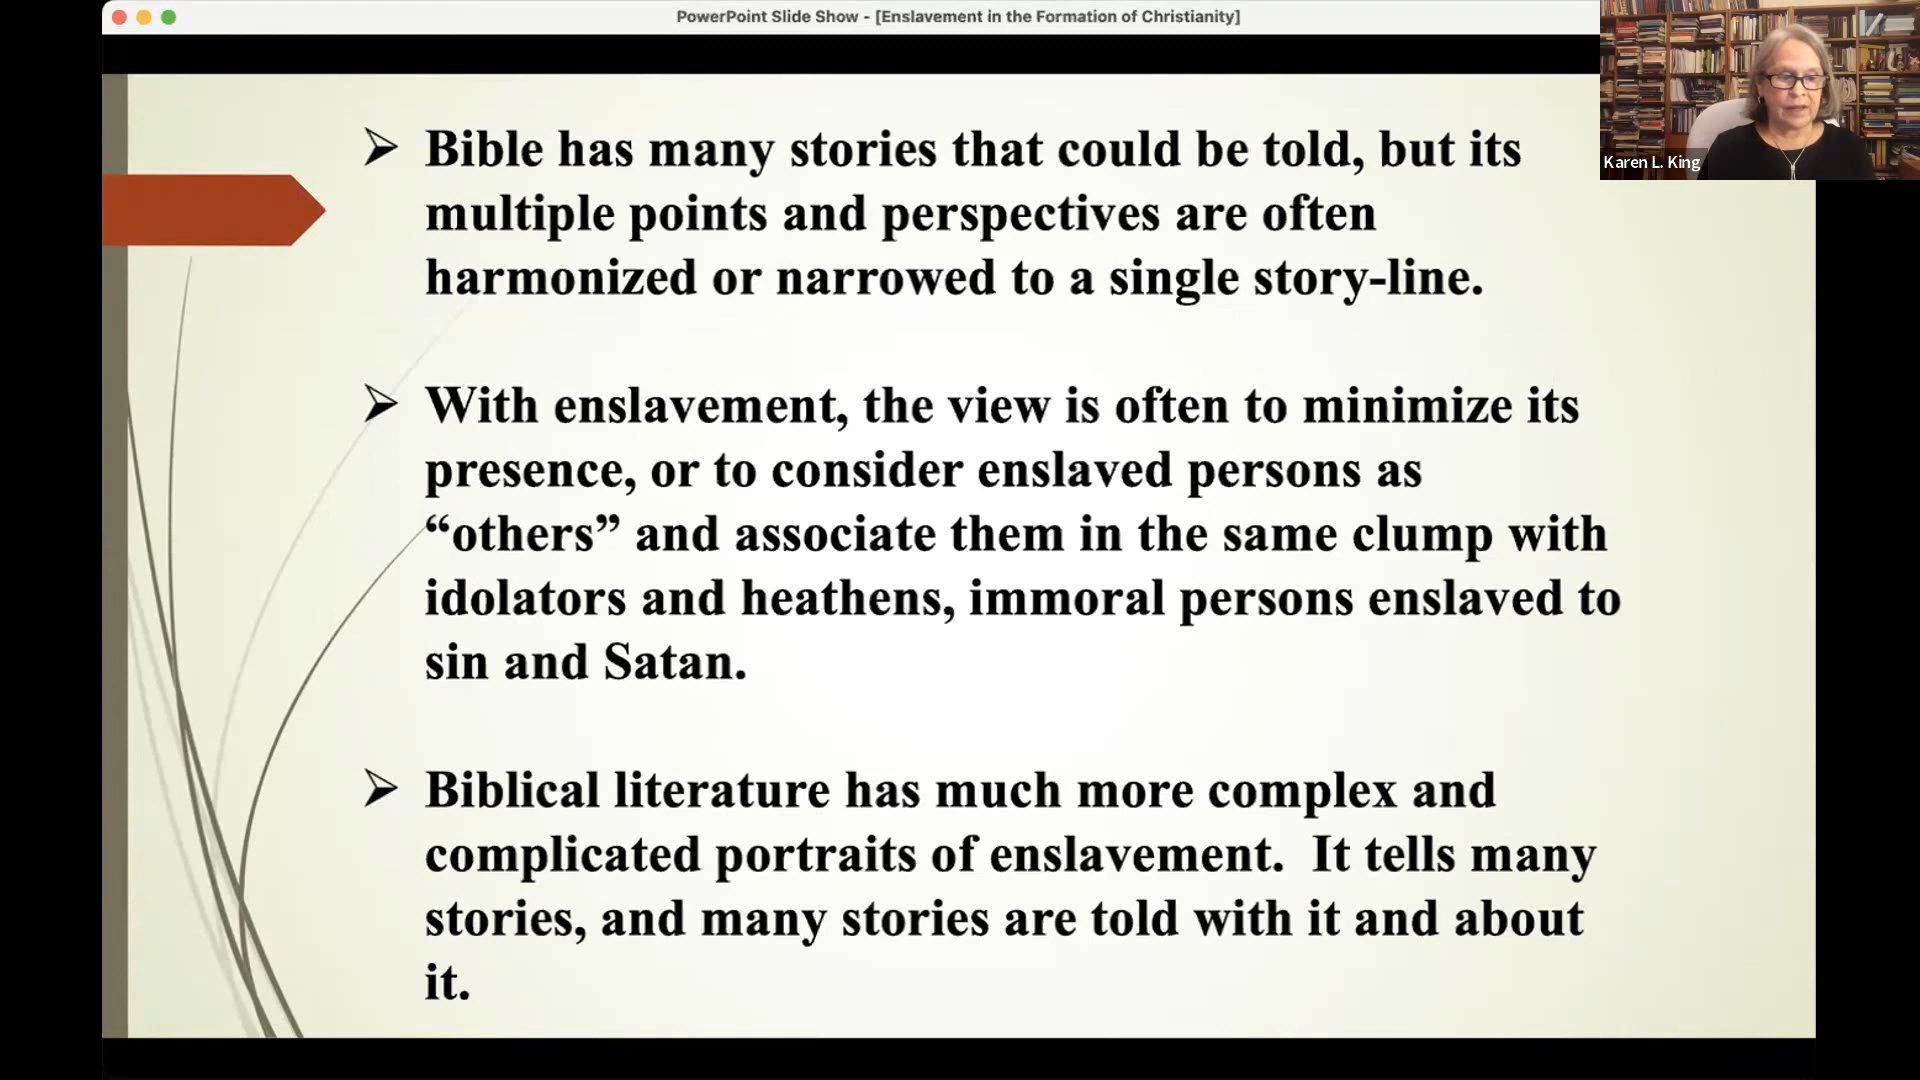 PowerPoint Slide Show - [Enslavement in the Formation of Christianity]
Karen L. King
Bible has many stories that could be told, but its
multiple points and perspectives are often
harmonized or narrowed to a single story-line.
With enslavement, the view is often to minimize its
presence, or to consider enslaved persons as
“others” and associate them in the same clump with
idolators and heathens, immoral persons enslaved to
sin and Satan.
Biblical literature has much more complex and
complicated portraits of enslavement.  It tells many
stories, and many stories are told with it and about
it.